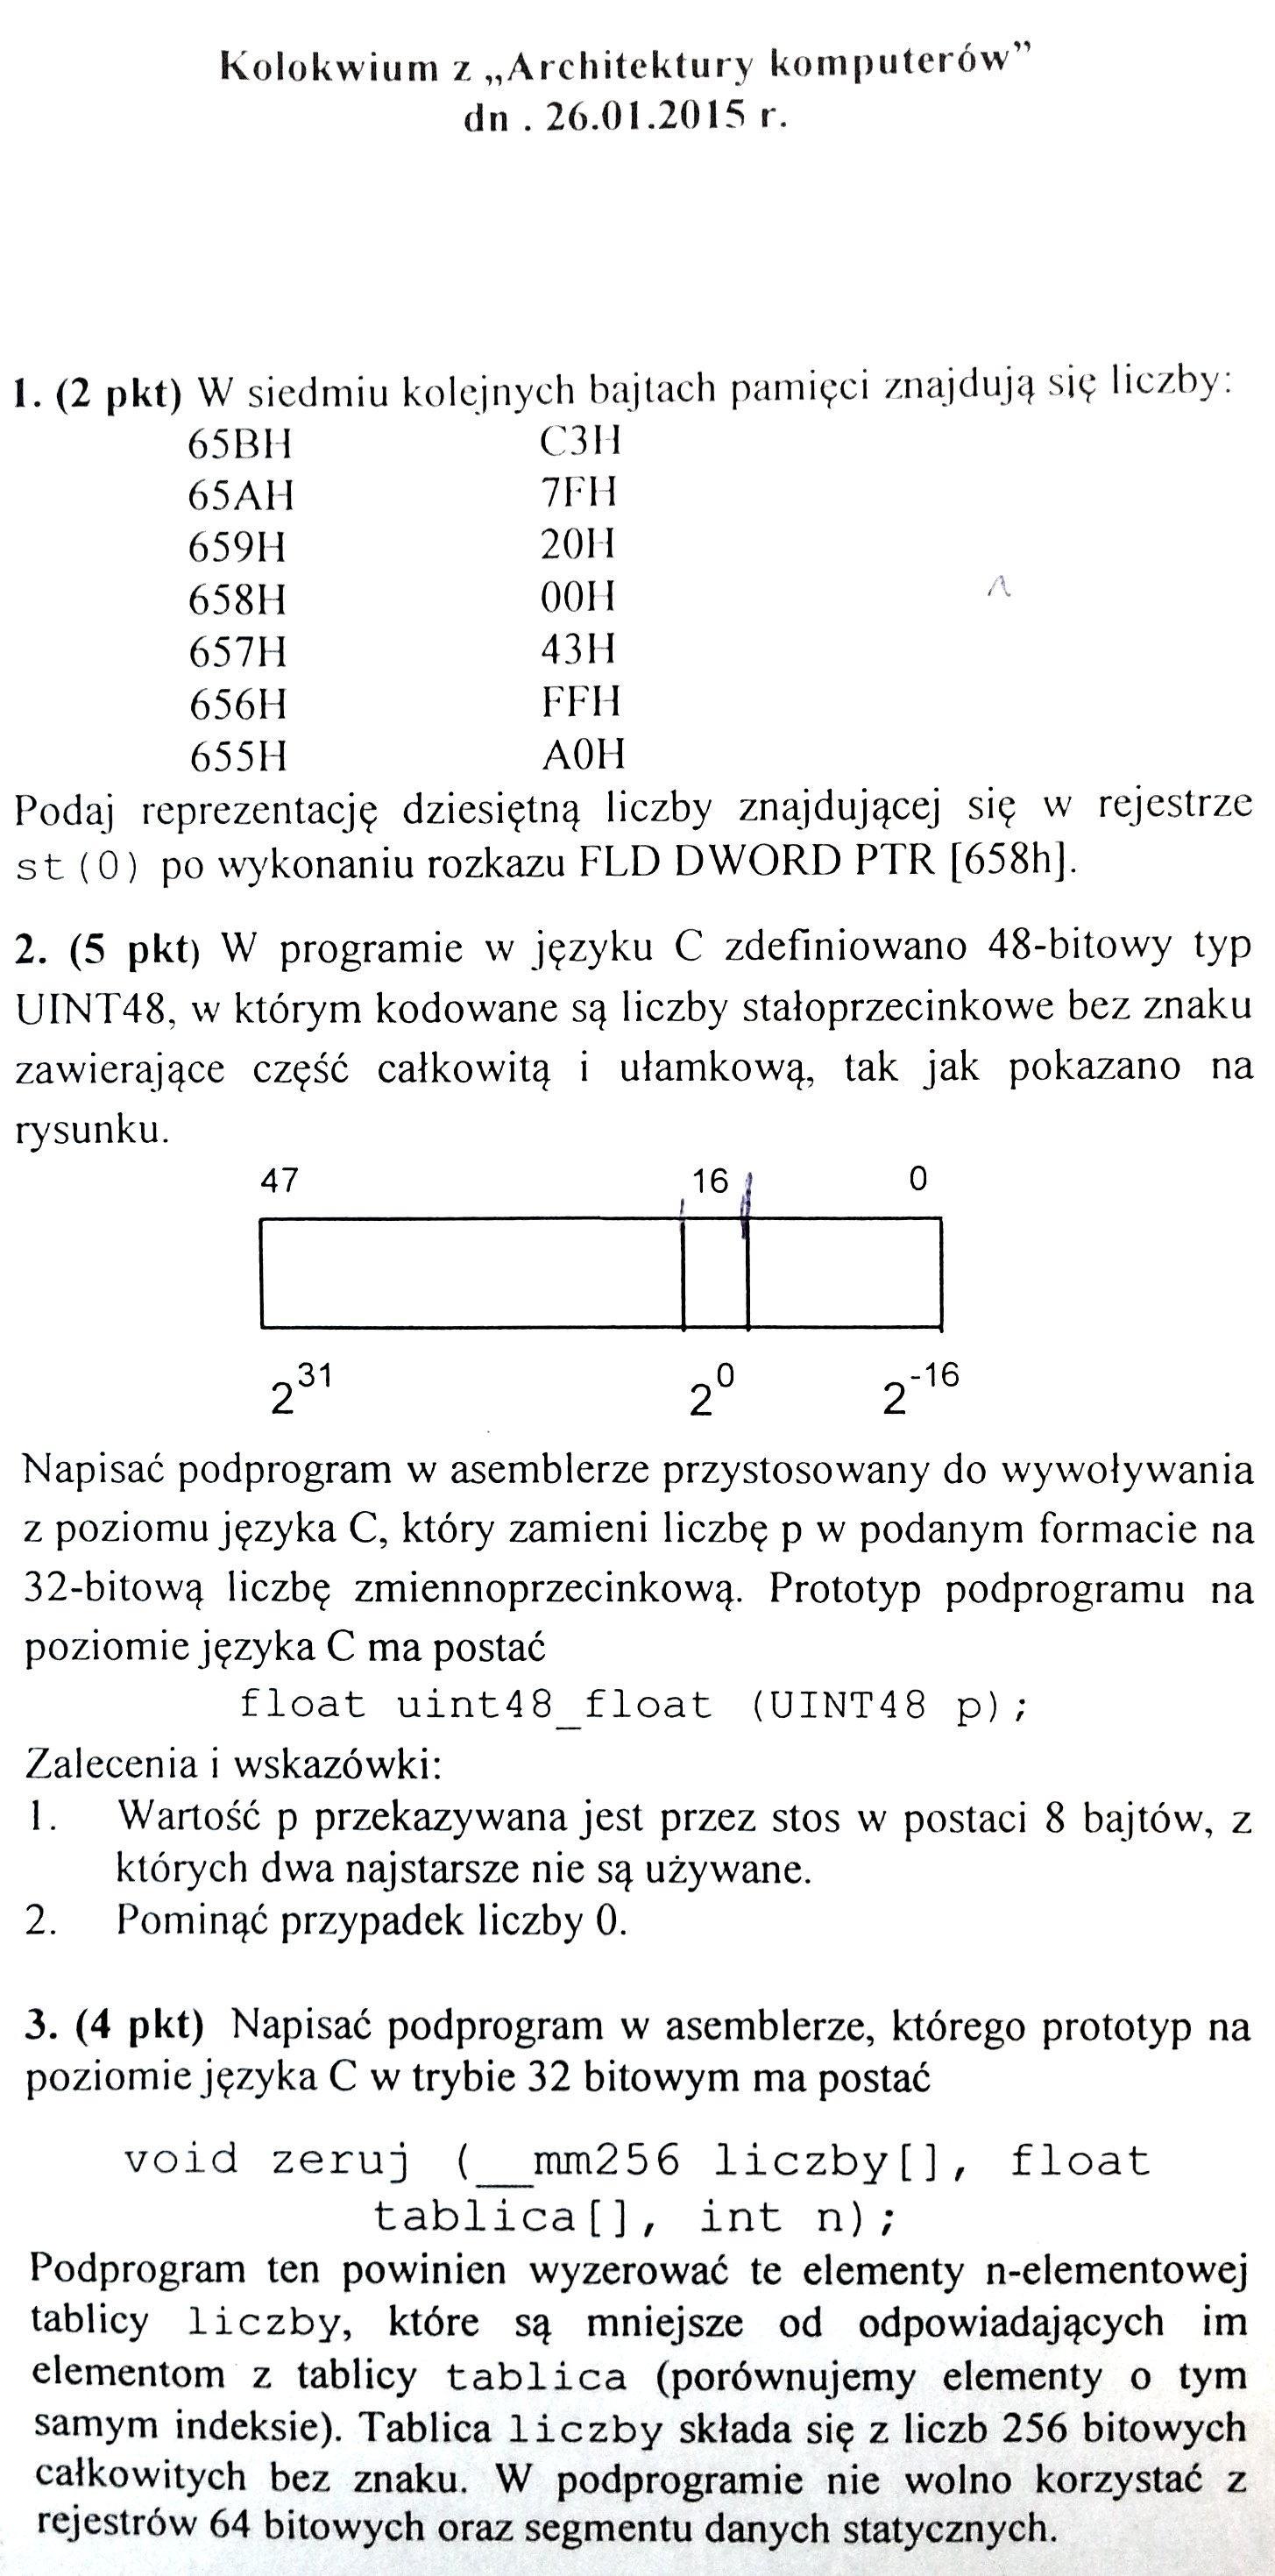 Kolokwium z „Architektury komputerów”
dn . 26.01.2015 r.
1. (2 pkt) W siedmiu kolejnych bajtach pamięci znajdują się liczby:
65BH C3H
65AH 7FH
659H 20H
658H 00H
657H 43H
656H FFH
655H A0H
Podaj reprezentację dziesiętną liczby znajdującej się w rejestrze
st(0) po wykonaniu rozkazu FLD DWORD PTR [658h].
2. (5 pkt) W programie w języku C zdefiniowano 48-bitowy typ
UINT48, w którym kodowane są liczby stałoprzecinkowe bez znaku
zawierające część całkowitą i ułamkową, tak jak pokazano na
rysunku.
47 16 0
2^31 2^0 2^-16
Napisać podprogram w asemblerze przystosowany do wywoływania
z poziomu języka C, który zamieni liczbę p w podanym formacie na
32-bitową liczbę zmiennoprzecinkową. Prototyp podprogramu na
poziomie języka C ma postać
float uint48_float (UINT48 p);
Zalecenia i wskazówki:
1. Wartość p przekazywana jest przez stos w postaci 8 bajtów, z
których dwa najstarsze nie są używane.
2. Pominąć przypadek liczby 0.
3. (4 pkt) Napisać podprogram w asemblerze, którego prototyp na
poziomie języka C w trybie 32 bitowym ma postać
void zeruj (__mm256 liczby[], float
tablica[], int n);
Podprogram ten powinien wyzerować te elementy n-elementowej
tablicy liczby, które są mniejsze od odpowiadających im
elementom z tablicy tablica (porównujemy elementy o tym
samym indeksie). Tablica liczby składa się z liczb 256 bitowych
całkowitych bez znaku. W podprogramie nie wolno korzystać z
rejestrów 64 bitowych oraz segmentu danych statycznych.